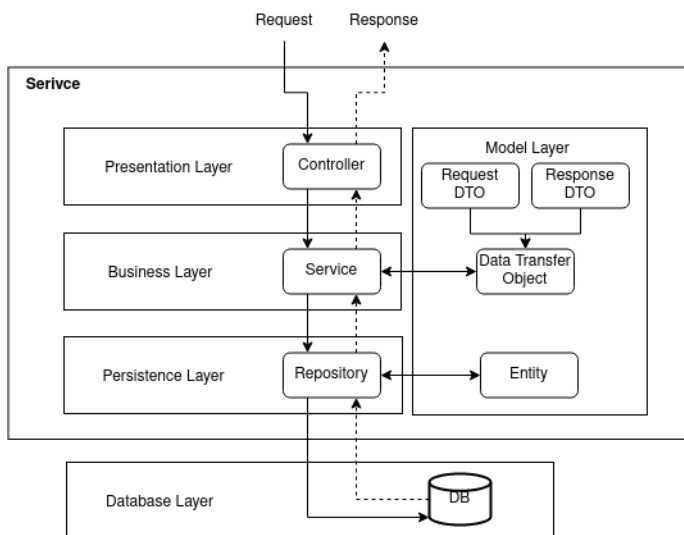 Request
Response
Serivce
Presentation Layer
Controller
Model Layer
Request
DTO
Response
DTO
Business Layer
Service
Data Transfer
Object
Persistence Layer
Repository
Entity
Database Layer
DB